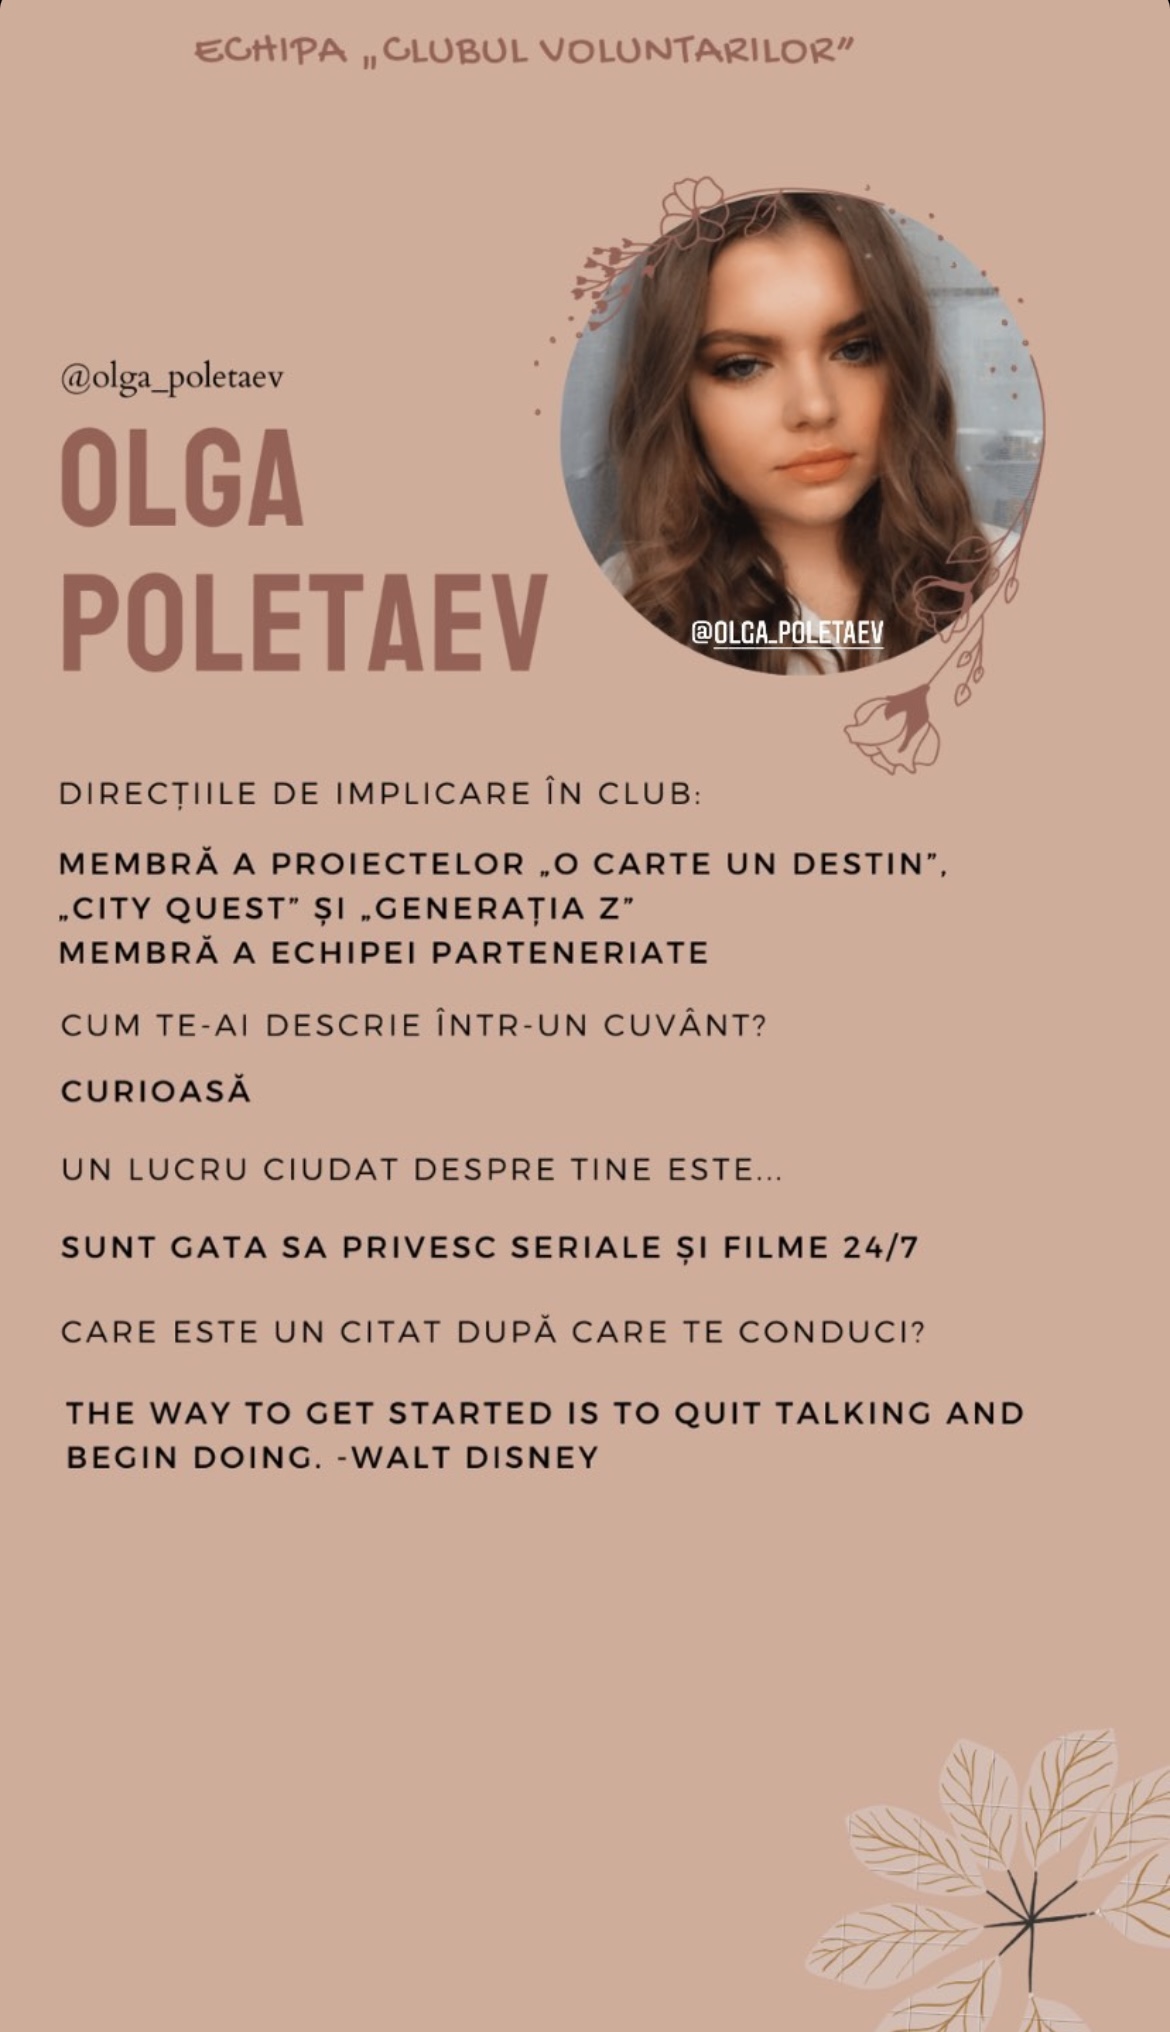 ECHIPA „CLUBUL VOLUNTARILOR”
@olga_poletaev
OLGA
POLETAEV
@OLGA_POLETAEV
DIRECȚIILE DE IMPLICARE ÎN CLUB:
MEMBRĂ A PROIECTELOR „O CARTE UN DESTIN”,
„CITY QUEST” ȘI „GENERAȚIA Z”
MEMBRĂ A ECHIPEI PARTENERIATE
CUM TE-AI DESCRIE ÎNTR-UN CUVÂNT?
CURIOASĂ
UN LUCRU CIUDAT DESPRE TINE ESTE...
SUNT GATA SA PRIVESC SERIALE ȘI FILME 24/7
CARE ESTE UN CITAT DUPĂ CARE TE CONDUCI?
THE WAY TO GET STARTED IS TO QUIT TALKING AND
BEGIN DOING. -WALT DISNEY